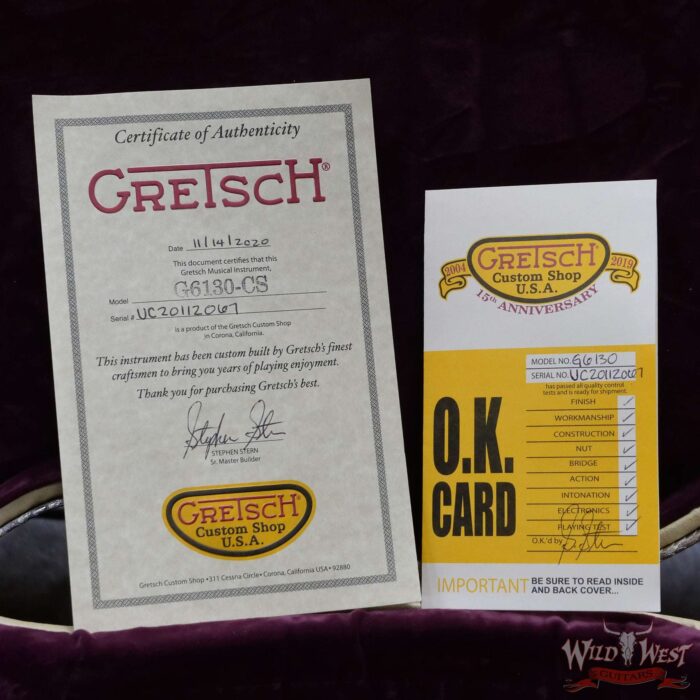 Certificate of Authenticity
GRETSCH®
Date 11/14/2020
This document certifies that this
Gretsch Musical Instrument,
Model G6130-CS
Serial # UC20112067
is a product of the Gretsch Custom Shop
in Corona, California.
This instrument has been custom built by Gretsch's finest
craftsmen to bring you years of playing enjoyment.
Thank you for purchasing Gretsch's best.
Stephen Stern
STEPHEN STERN
Sr. Master Builder
GRETSCH®
Custom Shop
U.S.A.
Gretsch Custom Shop • 311 Cessna Circle • Corona, California USA • 92880
2004 GRETSCH® 2019
Custom Shop
U.S.A.
15th ANNIVERSARY
MODEL NO. G6130
SERIAL NO. UC20112067
has passed all quality control
tests and is ready for shipment.
O.K.
CARD
FINISH ✓
WORKMANSHIP ✓
CONSTRUCTION ✓
NUT ✓
BRIDGE ✓
ACTION ✓
INTONATION ✓
ELECTRONICS ✓
PLAYING TEST ✓
O.K.'d by
IMPORTANT BE SURE TO READ INSIDE
AND BACK COVER...
WILD WEST
GUITARS